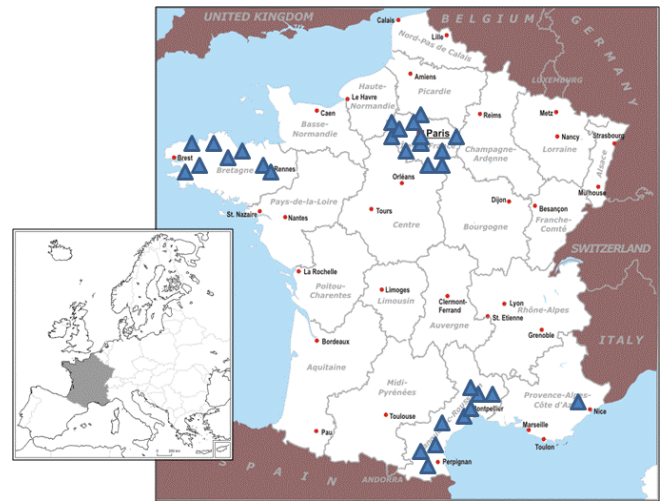 UNITED KINGDOM
BELGIUM
GERMANY
LUXEMBURG
SWITZERLAND
ITALY
SPAIN
ANDORRA
Calais
Lille
Nord-Pas de Calais
Amiens
Picardie
Haute-
Normandie
Le Havre
Caen
Basse-
Normandie
Reims
Metz
Nancy
Lorraine
Strasbourg
Alsace
Mulhouse
Paris
Champagne-
Ardenne
Brest
Bretagne
Rennes
Orléans
Pays-de-la-Loire
St. Nazaire
Nantes
Tours
Centre
Dijon
Bourgogne
Besançon
Franche-
Comté
La Rochelle
Poitou-
Charentes
Limoges
Limousin
Clermont-
Ferrand
Auvergne
Lyon
Rhône-Alpes
St. Etienne
Grenoble
Bordeaux
Aquitaine
Midi-
Pyrénées
Toulouse
Pau
Montpellier
Perpignan
Provence-Alpes-
Côte d'Az
Nice
Marseille
Toulon